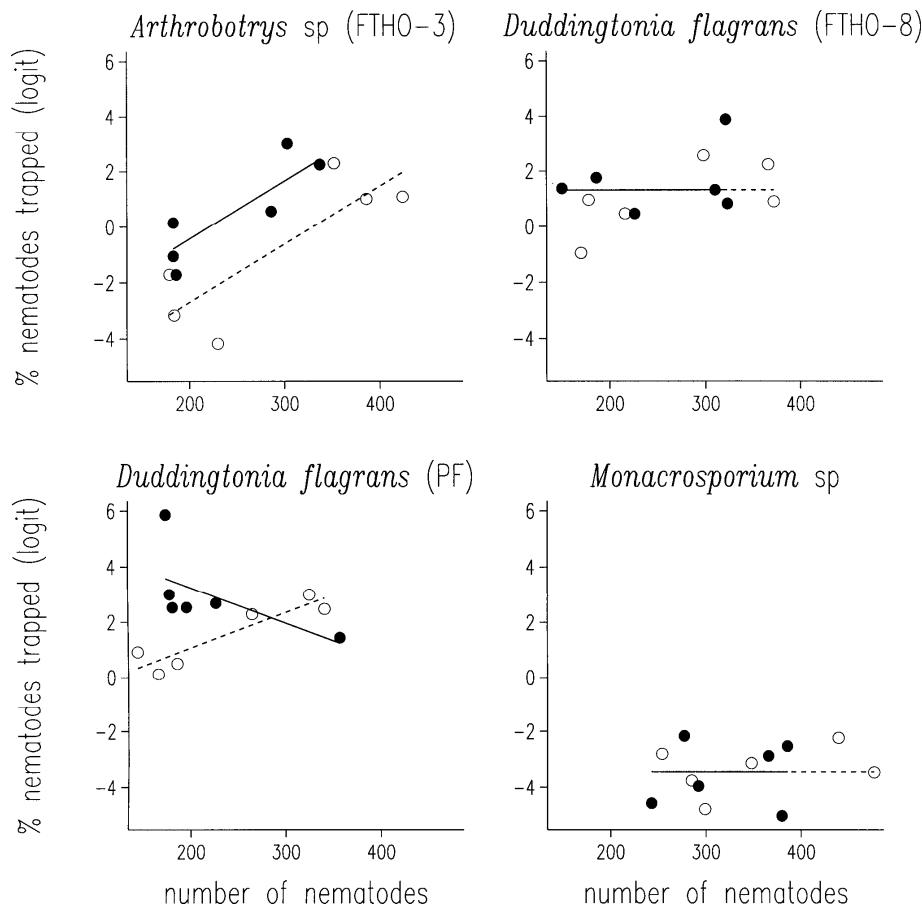 Arthrobotrys sp (FTHO-3)
Duddingtonia flagrans (FTHO-8)
% nematodes trapped (logit)
6
4
2
0
-2
-4
200 300 400
6
4
2
0
-2
-4
200 300 400
Duddingtonia flagrans (PF)
Monacrosporium sp
% nematodes trapped (logit)
6
4
2
0
-2
-4
200 300 400
number of nematodes
6
4
2
0
-2
-4
200 300 400
number of nematodes